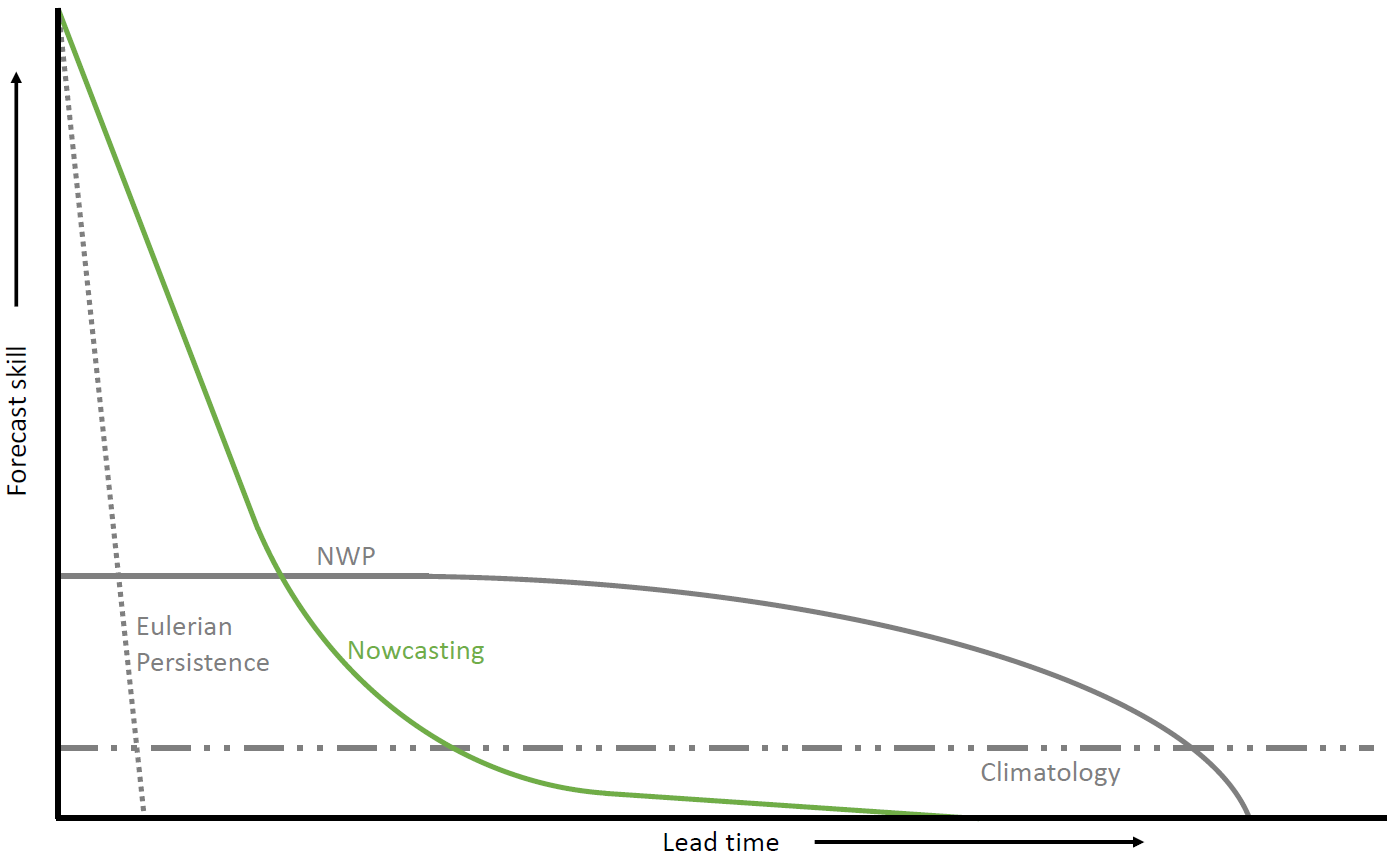 Forecast skill
NWP
Eulerian
Persistence
Nowcasting
Climatology
Lead time